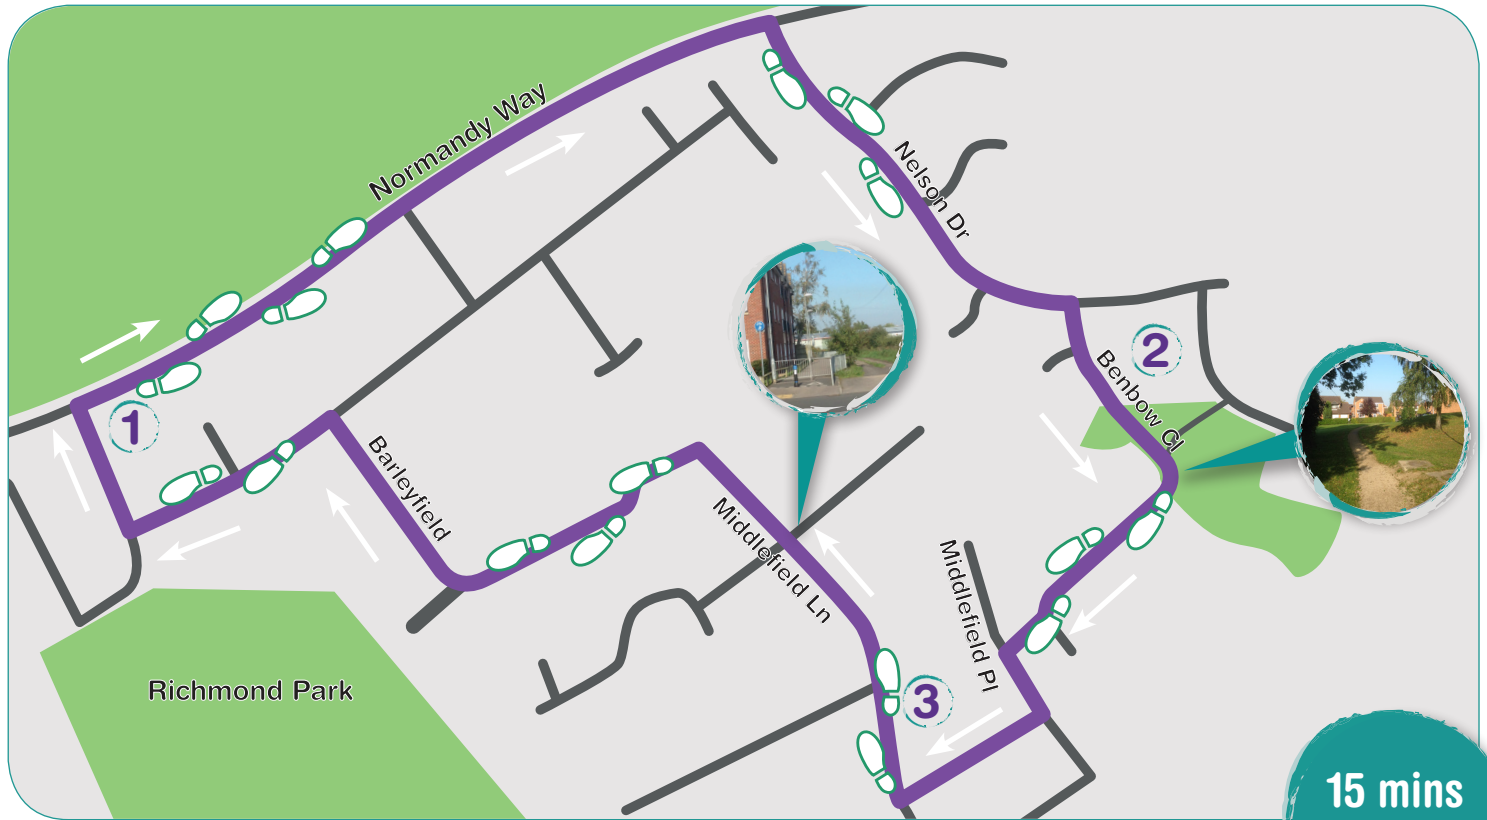 Normandy Way
Nelson Dr
1
2
Benbow Cl
Barleyfield
Middlefield Ln
Middlefield Pl
Richmond Park
3
15 mins